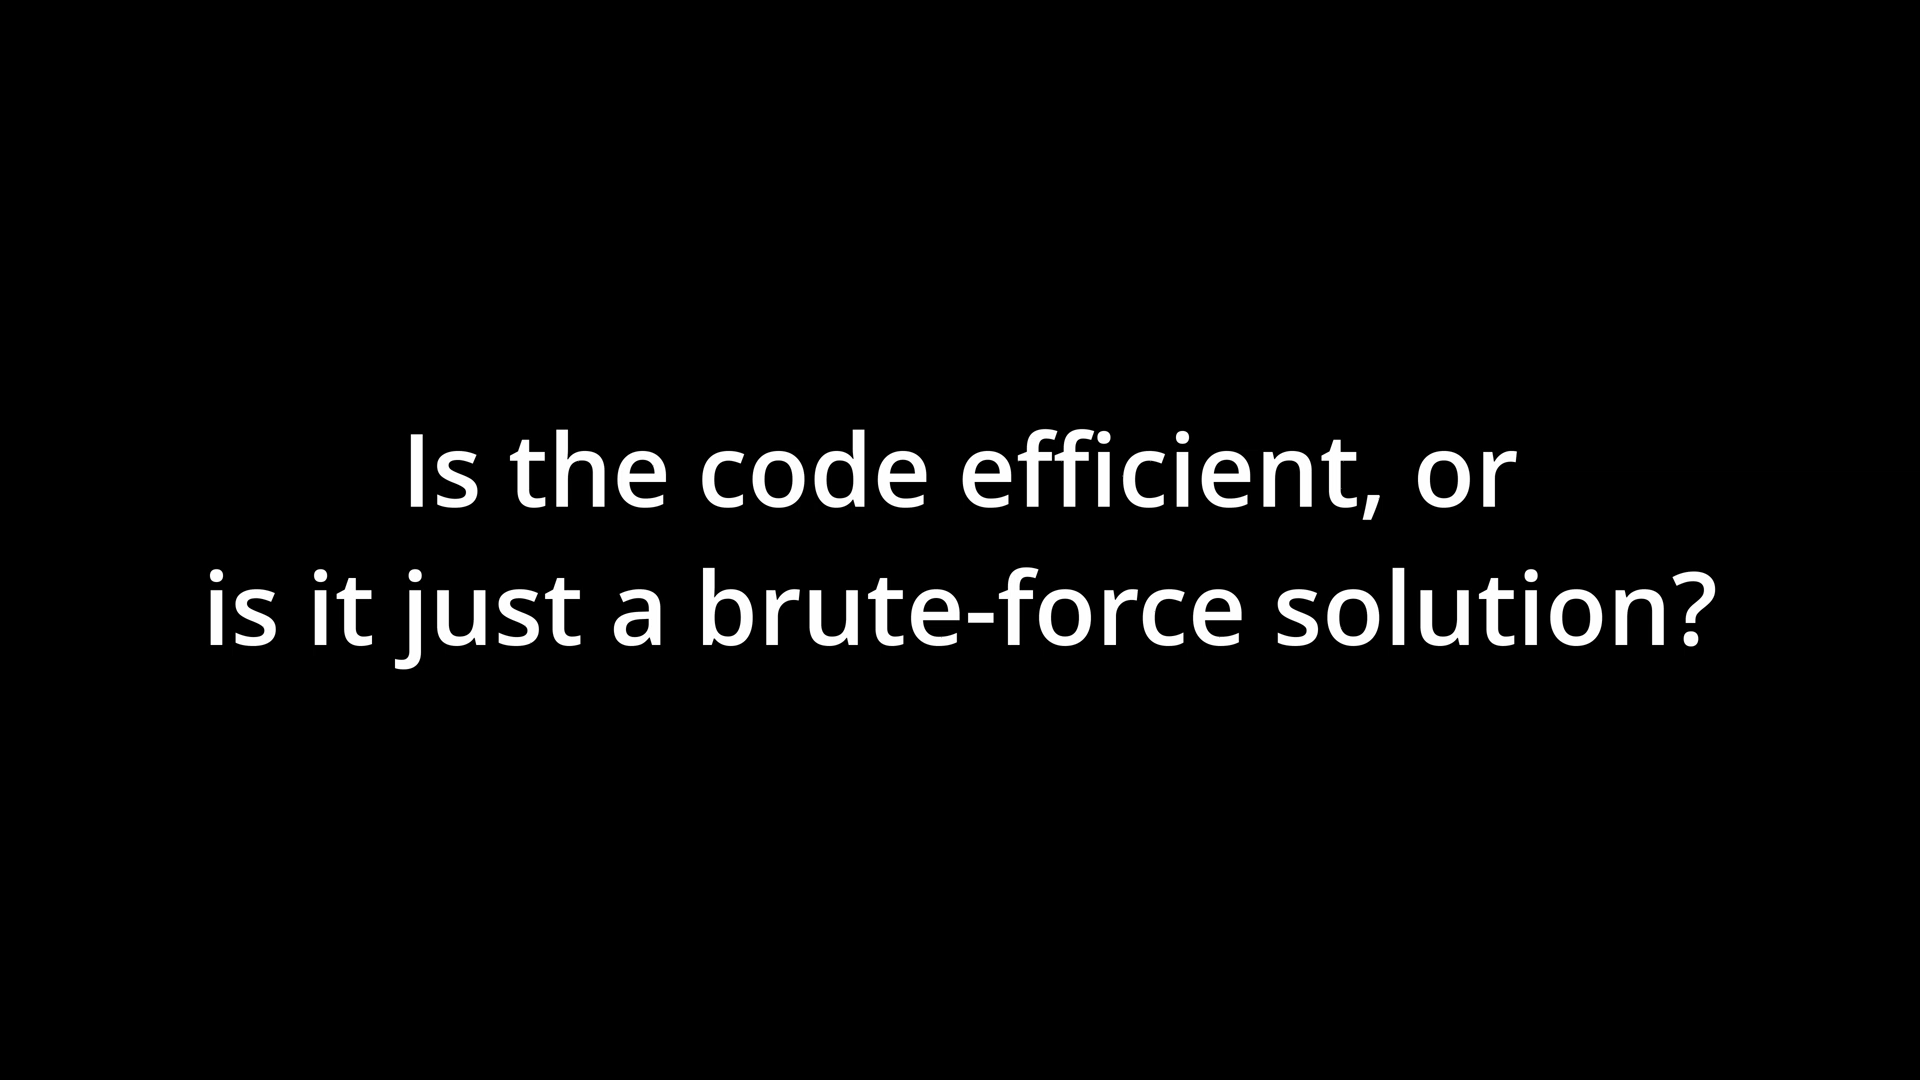 Is the code efficient, or
is it just a brute-force solution?